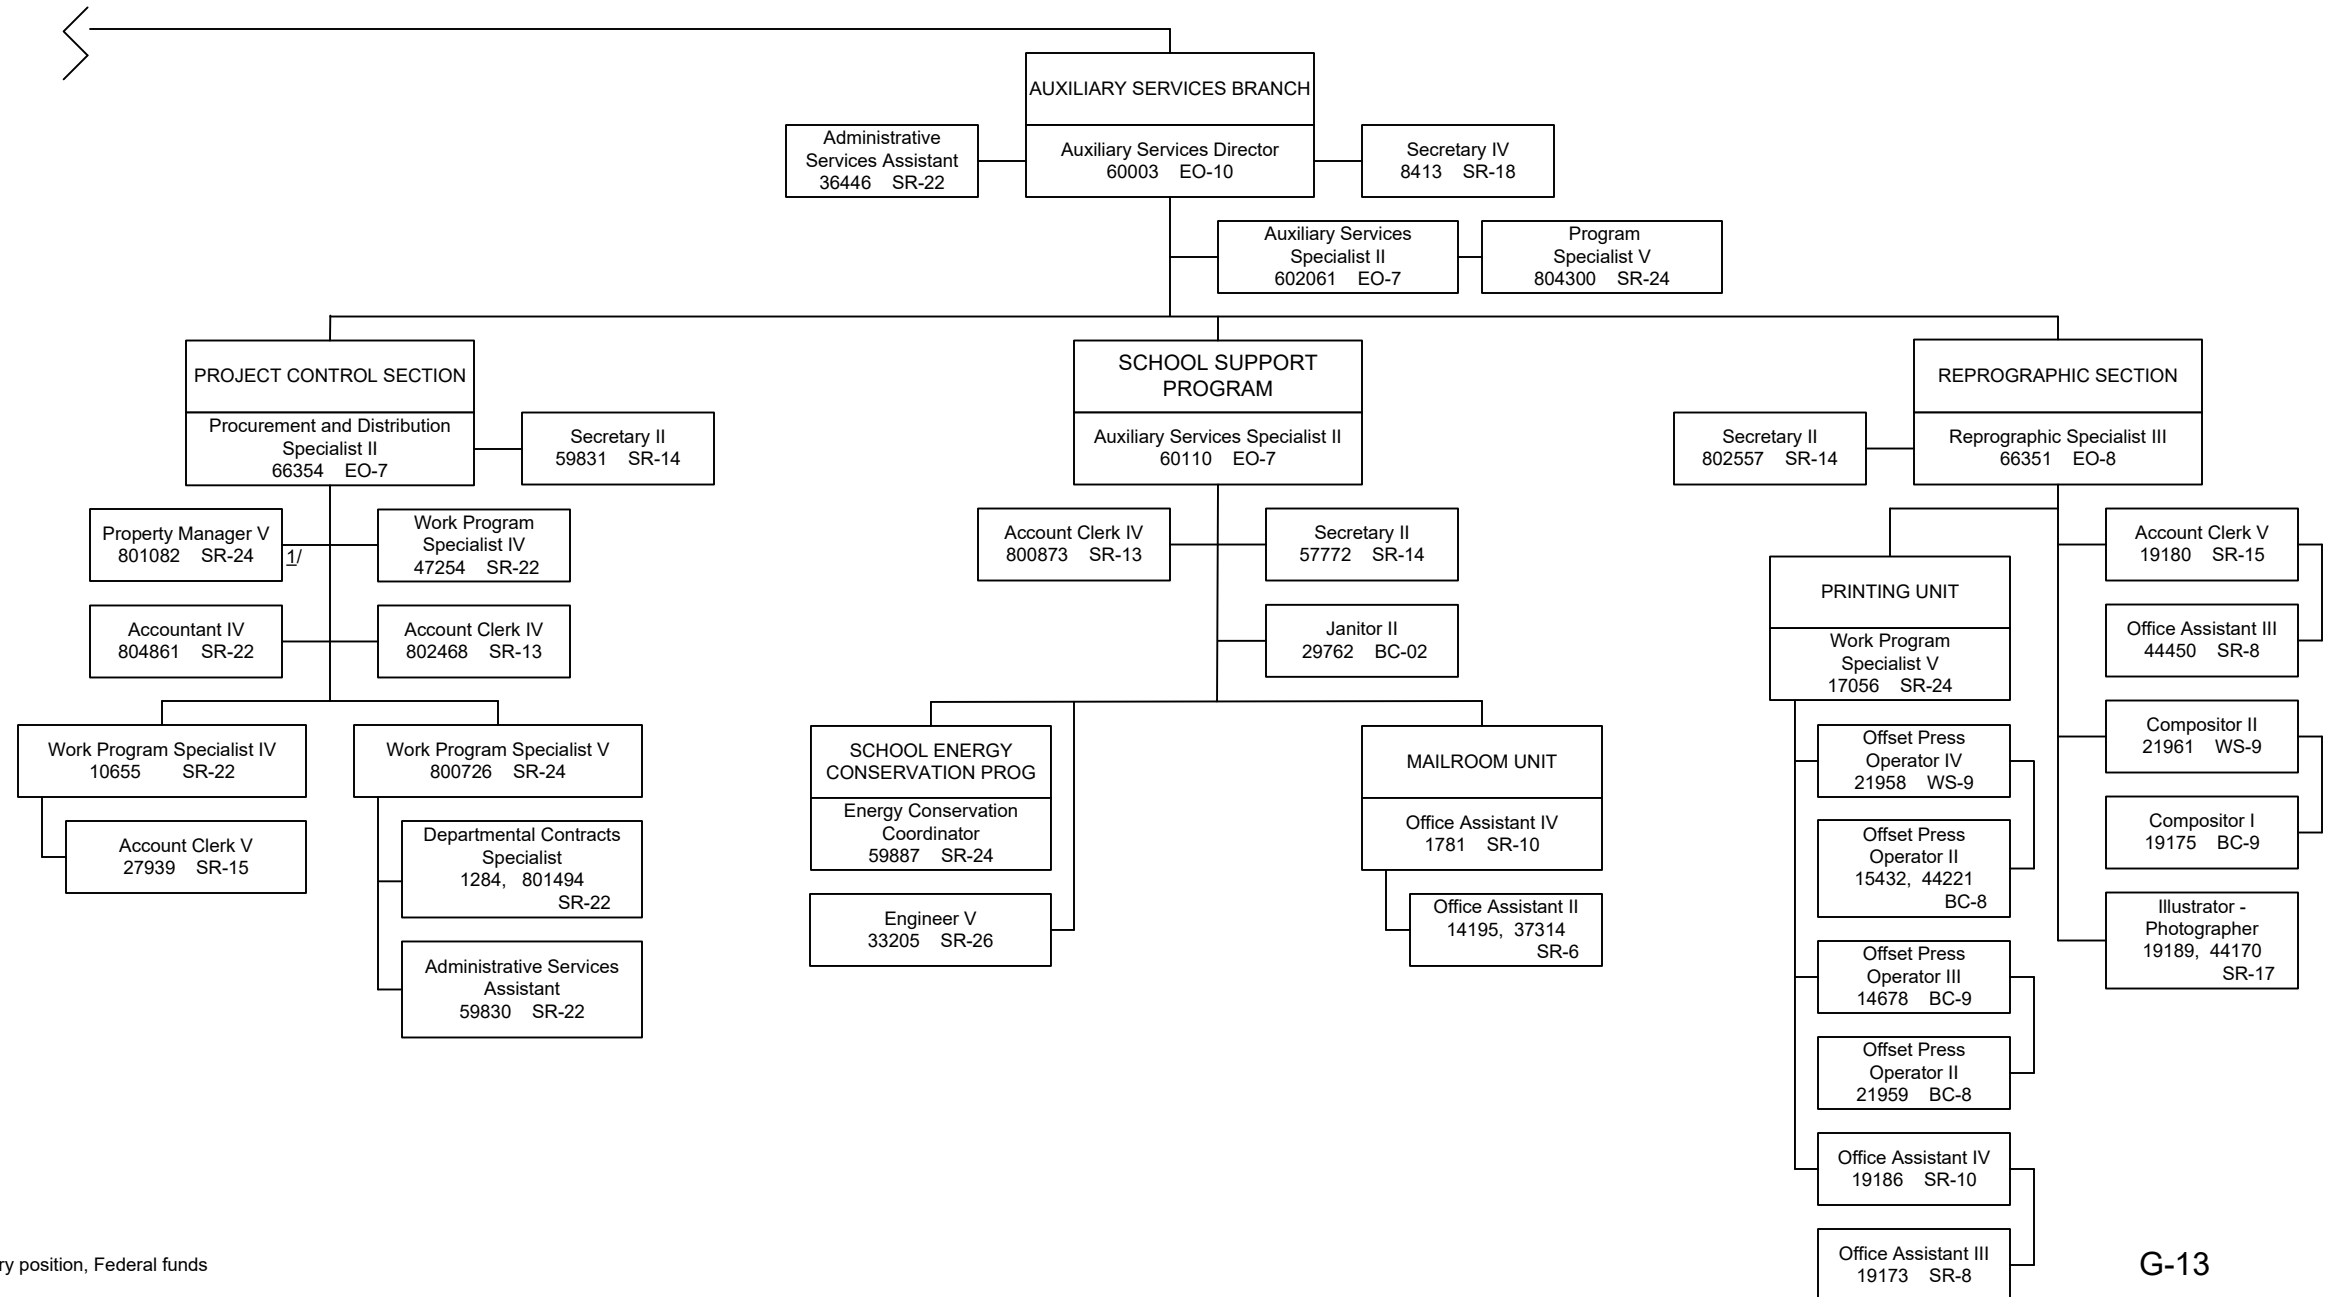 AUXILIARY SERVICES BRANCH
Auxiliary Services Director
60003 EO-10
Administrative
Services Assistant
36446 SR-22
Secretary IV
8413 SR-18
Auxiliary Services
Specialist II
602061 EO-7
Program
Specialist V
804300 SR-24
PROJECT CONTROL SECTION
Procurement and Distribution
Specialist II
66354 EO-7
Secretary II
59831 SR-14
Property Manager V
801082 SR-24
1/
Work Program
Specialist IV
47254 SR-22
Accountant IV
804861 SR-22
Account Clerk IV
802468 SR-13
Work Program Specialist IV
10655 SR-22
Account Clerk V
27939 SR-15
Work Program Specialist V
800726 SR-24
Departmental Contracts
Specialist
1284, 801494
SR-22
Administrative Services
Assistant
59830 SR-22
SCHOOL SUPPORT
PROGRAM
Auxiliary Services Specialist II
60110 EO-7
Account Clerk IV
800873 SR-13
Secretary II
57772 SR-14
Janitor II
29762 BC-02
SCHOOL ENERGY
CONSERVATION PROG
Energy Conservation
Coordinator
59887 SR-24
Engineer V
33205 SR-26
MAILROOM UNIT
Office Assistant IV
1781 SR-10
Office Assistant II
14195, 37314
SR-6
REPROGRAPHIC SECTION
Reprographic Specialist III
66351 EO-8
Secretary II
802557 SR-14
PRINTING UNIT
Work Program
Specialist V
17056 SR-24
Offset Press
Operator IV
21958 WS-9
Offset Press
Operator II
15432, 44221
BC-8
Offset Press
Operator III
14678 BC-9
Offset Press
Operator II
21959 BC-8
Office Assistant IV
19186 SR-10
Office Assistant III
19173 SR-8
Account Clerk V
19180 SR-15
Office Assistant III
44450 SR-8
Compositor II
21961 WS-9
Compositor I
19175 BC-9
Illustrator -
Photographer
19189, 44170
SR-17
ry position, Federal funds
G-13